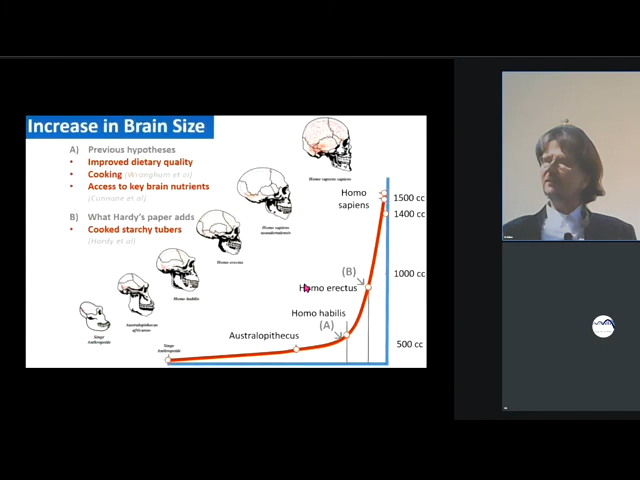 Increase in Brain Size
A) Previous hypotheses
• Improved dietary quality
• Cooking (Wrangham et al)
• Access to key brain nutrients
(Cunnane et al)
B) What Hardy's paper adds
• Cooked starchy tubers
(Hardy et al)
Homo sapiens sapiens
Homo sapiens
neandertalensis
Homo erectus
Homo habilis
Australopithecus
africanus
Singe
Anthropoïde
Singe
Anthropoïde
Australopithecus
Homo habilis
(A)
Homo erectus
(B)
Homo
sapiens
1500 cc
1400 cc
1000 cc
500 cc